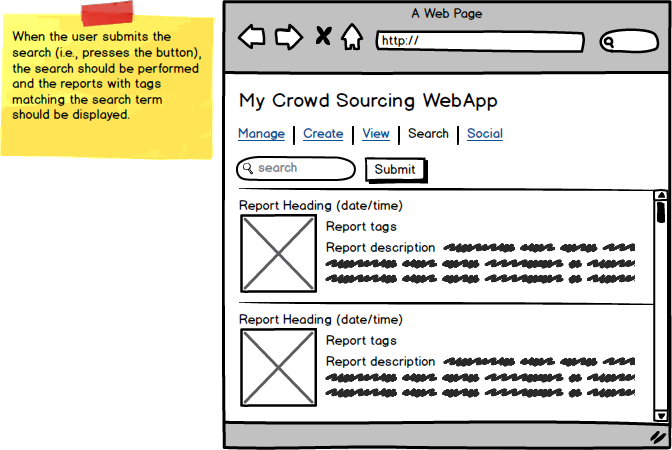 When the user submits the
search (i.e., presses the button),
the search should be performed
and the reports with tags
matching the search term
should be displayed.
A Web Page
http://
My Crowd Sourcing WebApp
Manage Create View Search Social
search Submit
Report Heading (date/time)
Report tags
Report description
Report Heading (date/time)
Report tags
Report description